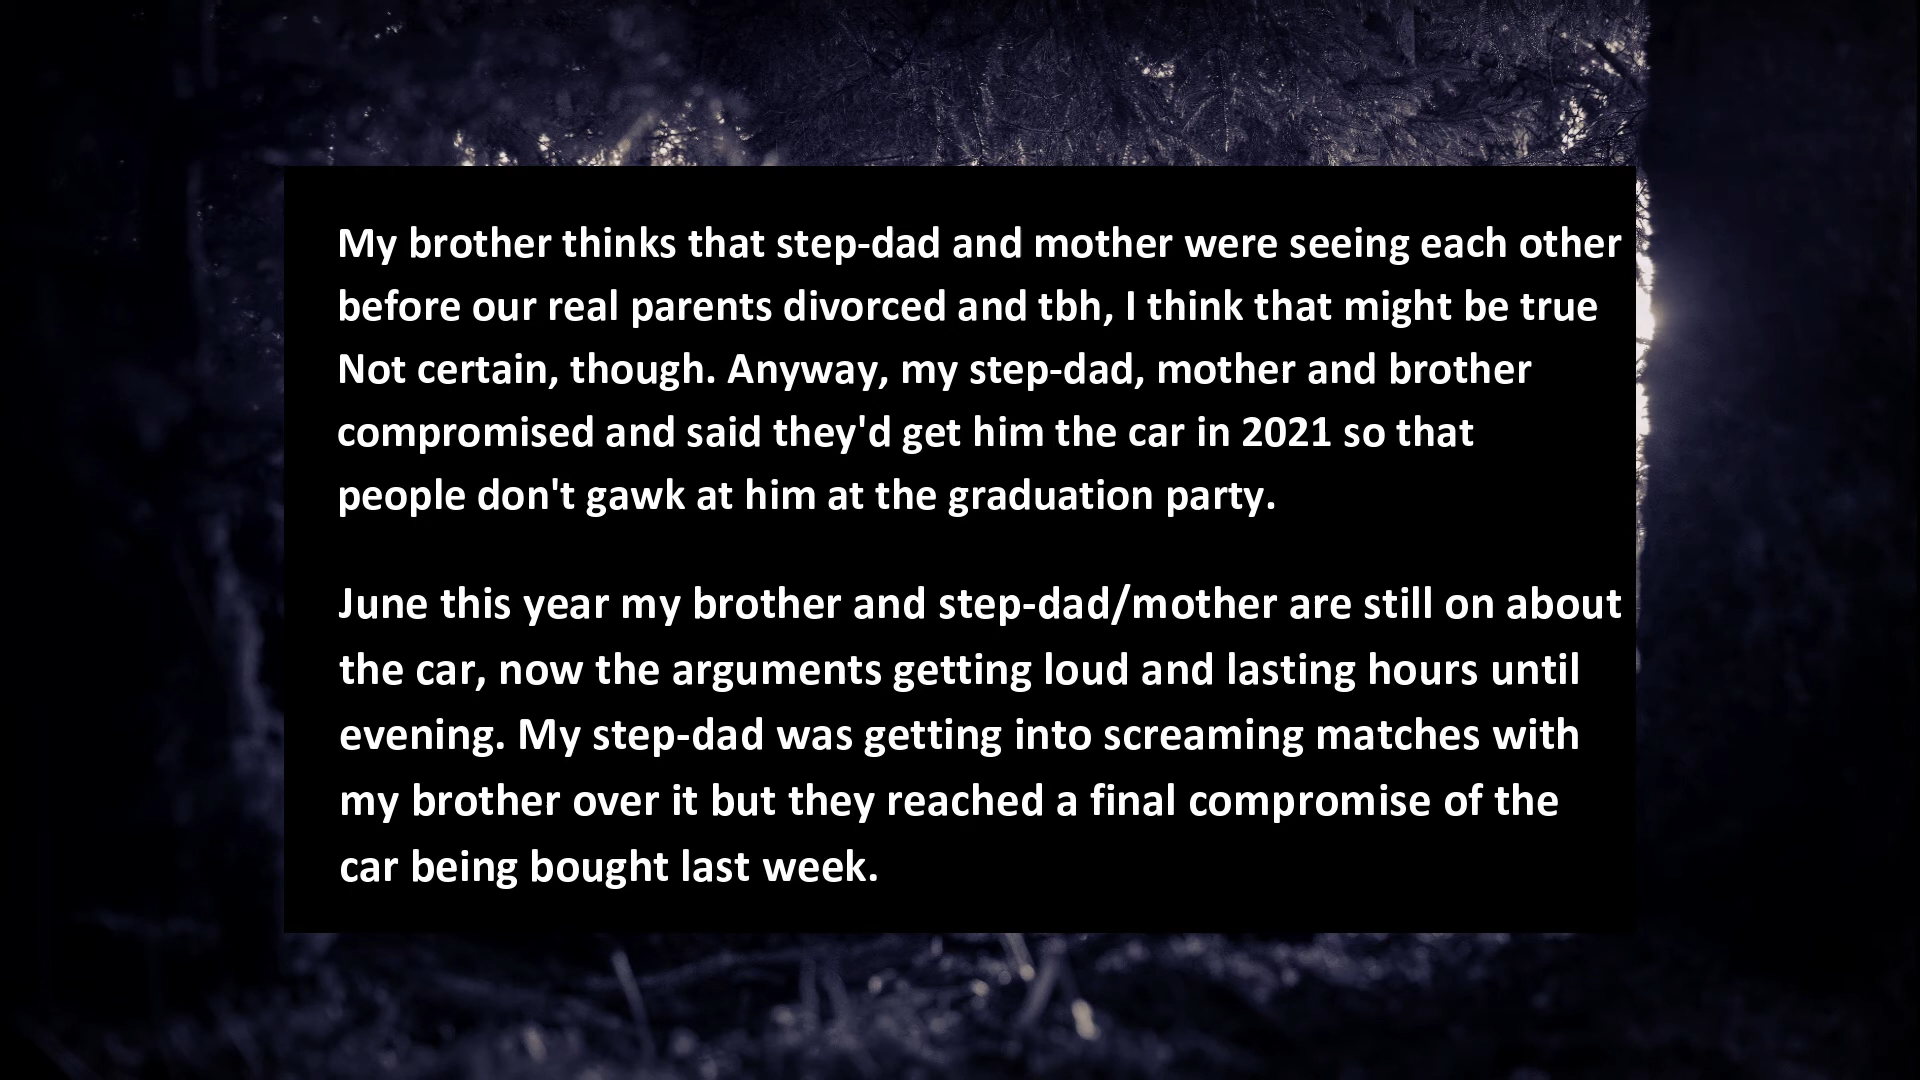 My brother thinks that step-dad and mother were seeing each other
before our real parents divorced and tbh, I think that might be true
Not certain, though. Anyway, my step-dad, mother and brother
compromised and said they'd get him the car in 2021 so that
people don't gawk at him at the graduation party.
June this year my brother and step-dad/mother are still on about
the car, now the arguments getting loud and lasting hours until
evening. My step-dad was getting into screaming matches with
my brother over it but they reached a final compromise of the
car being bought last week.